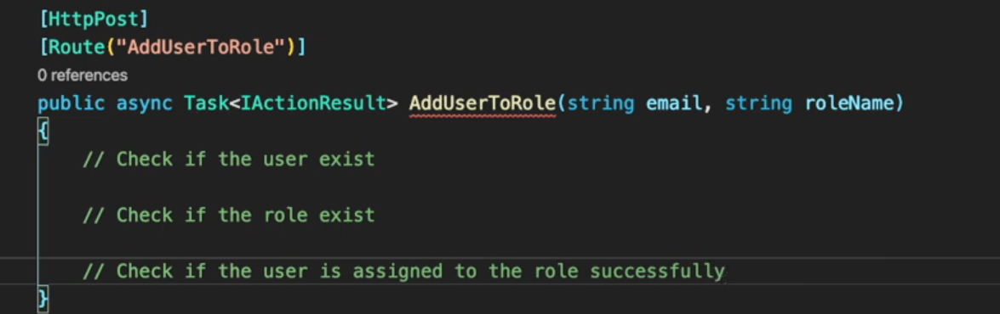 [HttpPost]
[Route("AddUserToRole")]
0 references
public async Task<IActionResult> AddUserToRole(string email, string roleName)
{
// Check if the user exist
// Check if the role exist
// Check if the user is assigned to the role successfully
}